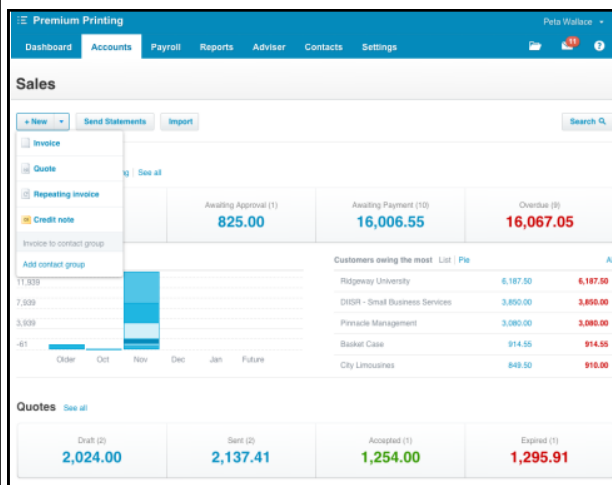 Premium Printing
Peta Wallace
Dashboard Accounts Payroll Reports Adviser Contacts Settings
11
?
Sales
+ New Send Statements Import Search
Invoice
Quote
See all
Repeating invoice
Credit note
Awaiting Approval (1) Awaiting Payment (10) Overdue (9)
825.00 16,006.55 16,067.05
Invoice to contact group
Add contact group
Customers owing the most List | Pie
11,939
7,939
3,939
-61
Older Oct Nov Dec Jan Future
Ridgeway University 6,187.50 6,187.50
DIISR - Small Business Services 3,850.00 3,850.00
Pinnacle Management 3,080.00 3,080.00
Basket Case 914.55 914.55
City Limousines 849.50 910.00
Quotes See all
Draft (2) Sent (2) Accepted (1) Expired (1)
2,024.00 2,137.41 1,254.00 1,295.91